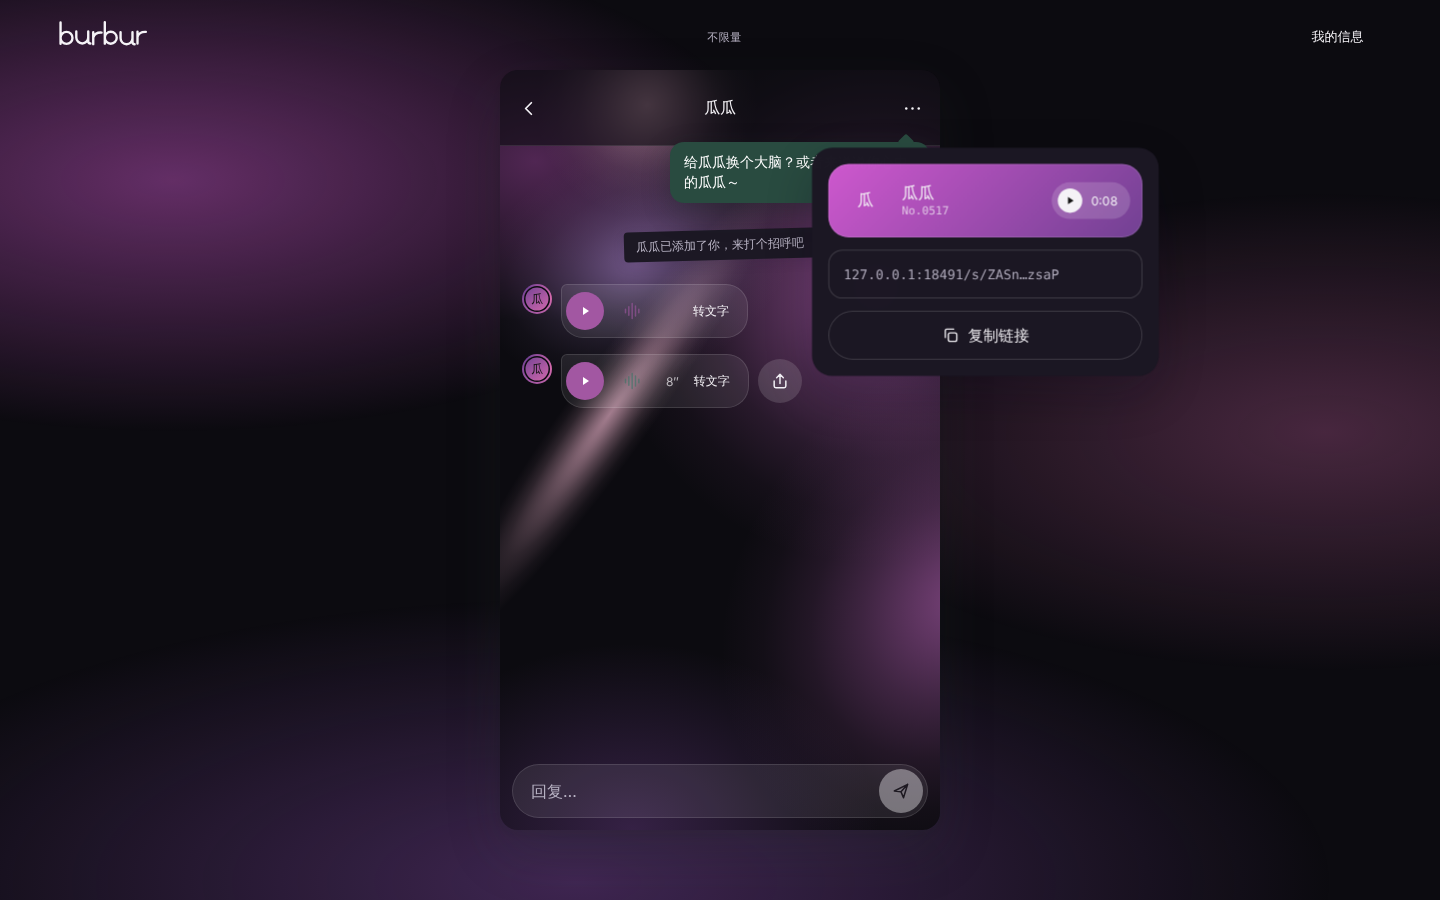 burbur
不限量
我的信息
瓜瓜
给瓜瓜换个大脑？或
的瓜瓜～
瓜瓜已添加了你，来打个招呼吧
瓜
转文字
瓜
8″ 转文字
瓜
瓜瓜
No.0517
0:08
127.0.0.1:18491/s/ZASn…zsaP
复制链接
回复...